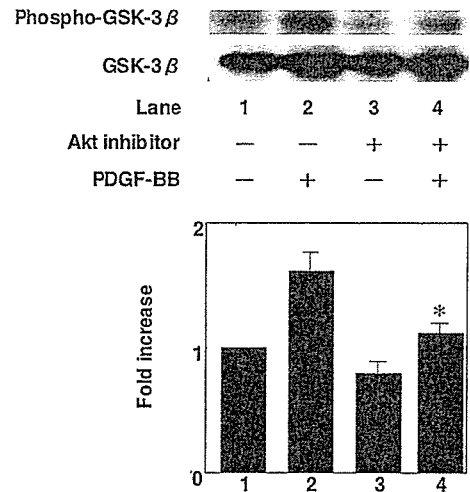 Phospho-GSK-3β
GSK-3β
Lane 1 2 3 4
Akt inhibitor − − + +
PDGF-BB − + − +
2
1
0
Fold increase
*
1 2 3 4